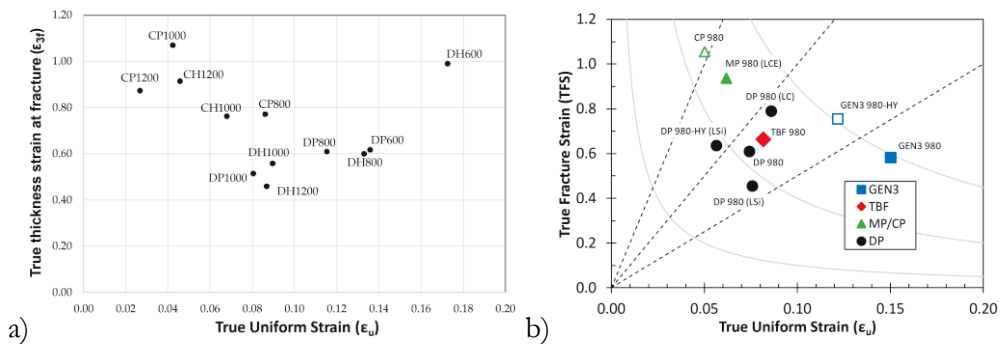 a)
True thickness strain at fracture (ε3f)
1.20
1.00
0.80
0.60
0.40
0.20
0.00
CP1000
DH600
CP1200
CH1200
CH1000
CP800
DP800
DP600
DH1000
DH800
DP1000
DH1200
0.00 0.02 0.04 0.06 0.08 0.10 0.12 0.14 0.16 0.18 0.20
True Uniform Strain (εu)
b)
True Fracture Strain (TFS)
1.2
1.0
0.8
0.6
0.4
0.2
0.0
CP 980
MP 980 (LCE)
DP 980 (LC)
GEN3 980-HY
DP 980-HY (LSi)
TBF 980
GEN3 980
DP 980
DP 980 (LSi)
GEN3
TBF
MP/CP
DP
0.00 0.05 0.10 0.15 0.20
True Uniform Strain (εu)